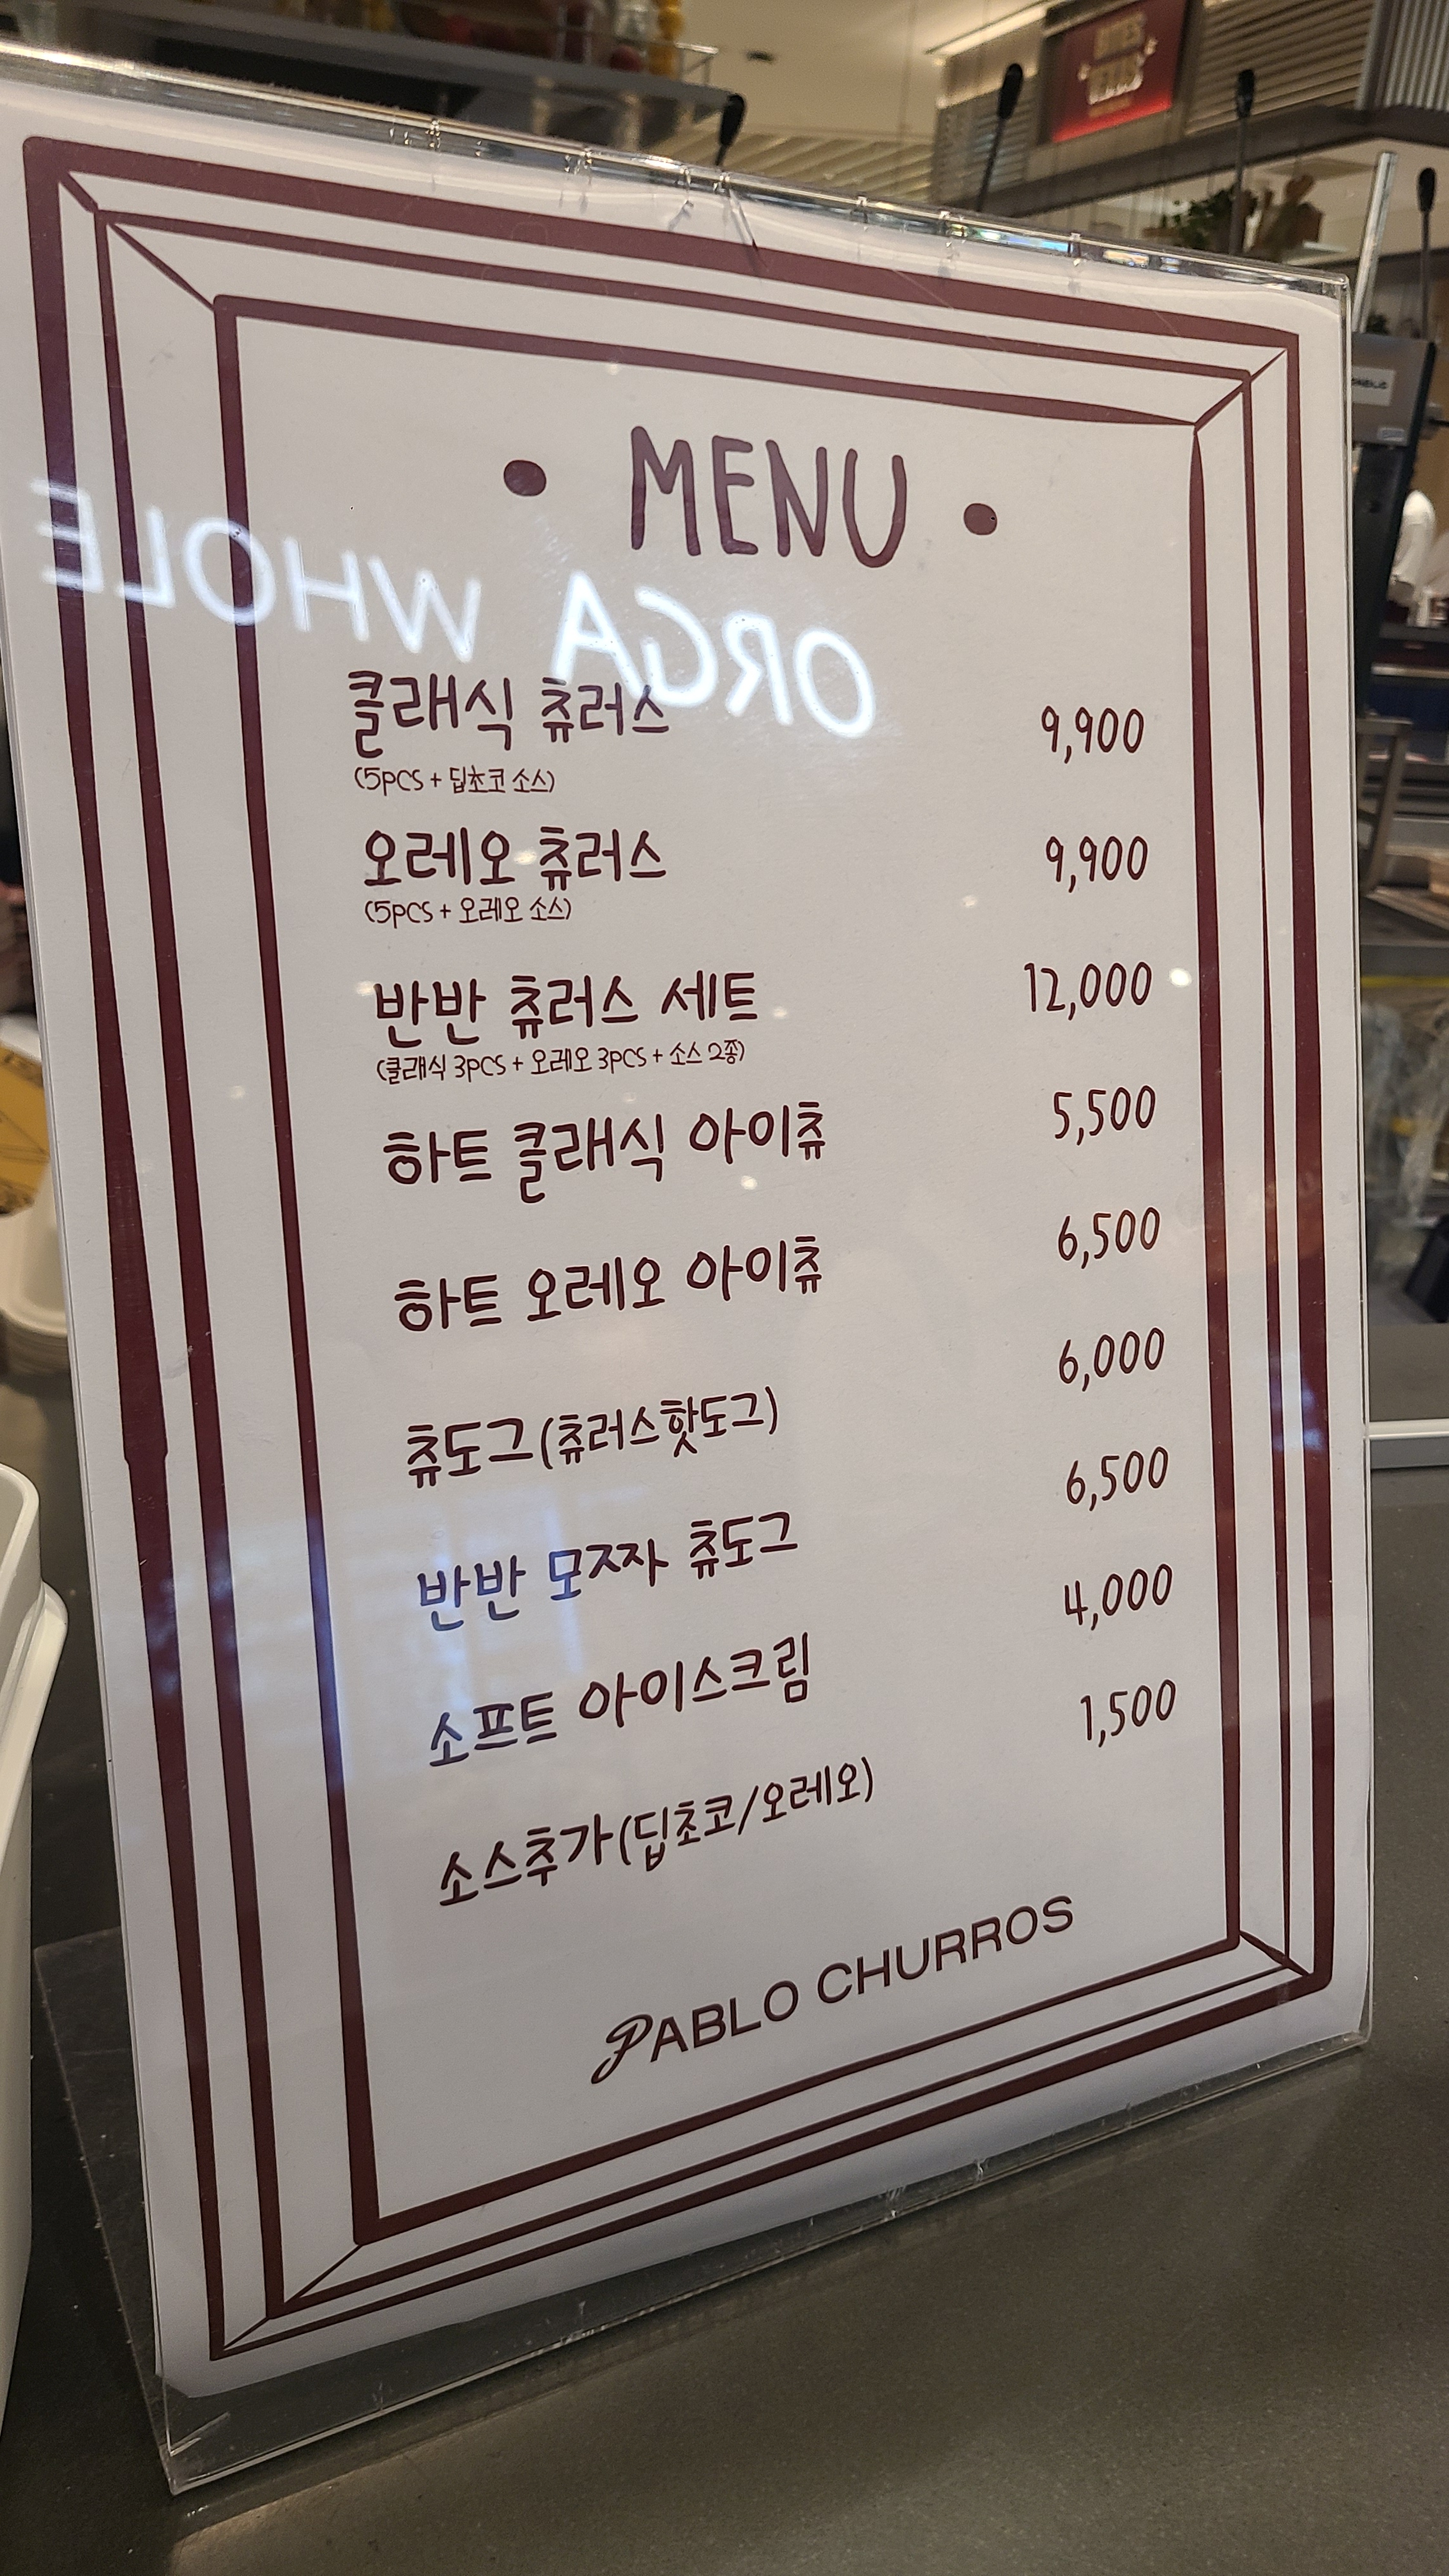 MENU
ORGA WHOLE
클래식 츄러스 9,900
(5PCS + 딥초코 소스)
오레오 츄러스 9,900
(5PCS + 오레오 소스)
반반 츄러스 세트 12,000
(클래식 3PCS + 오레오 3PCS + 소스 2종)
하트 클래식 아이츄 5,500
하트 오레오 아이츄 6,500
츄도그(츄러스핫도그) 6,000
반반 모짜 츄도그 6,500
소프트 아이스크림 4,000
소스추가(딥초코/오레오) 1,500
PABLO CHURROS